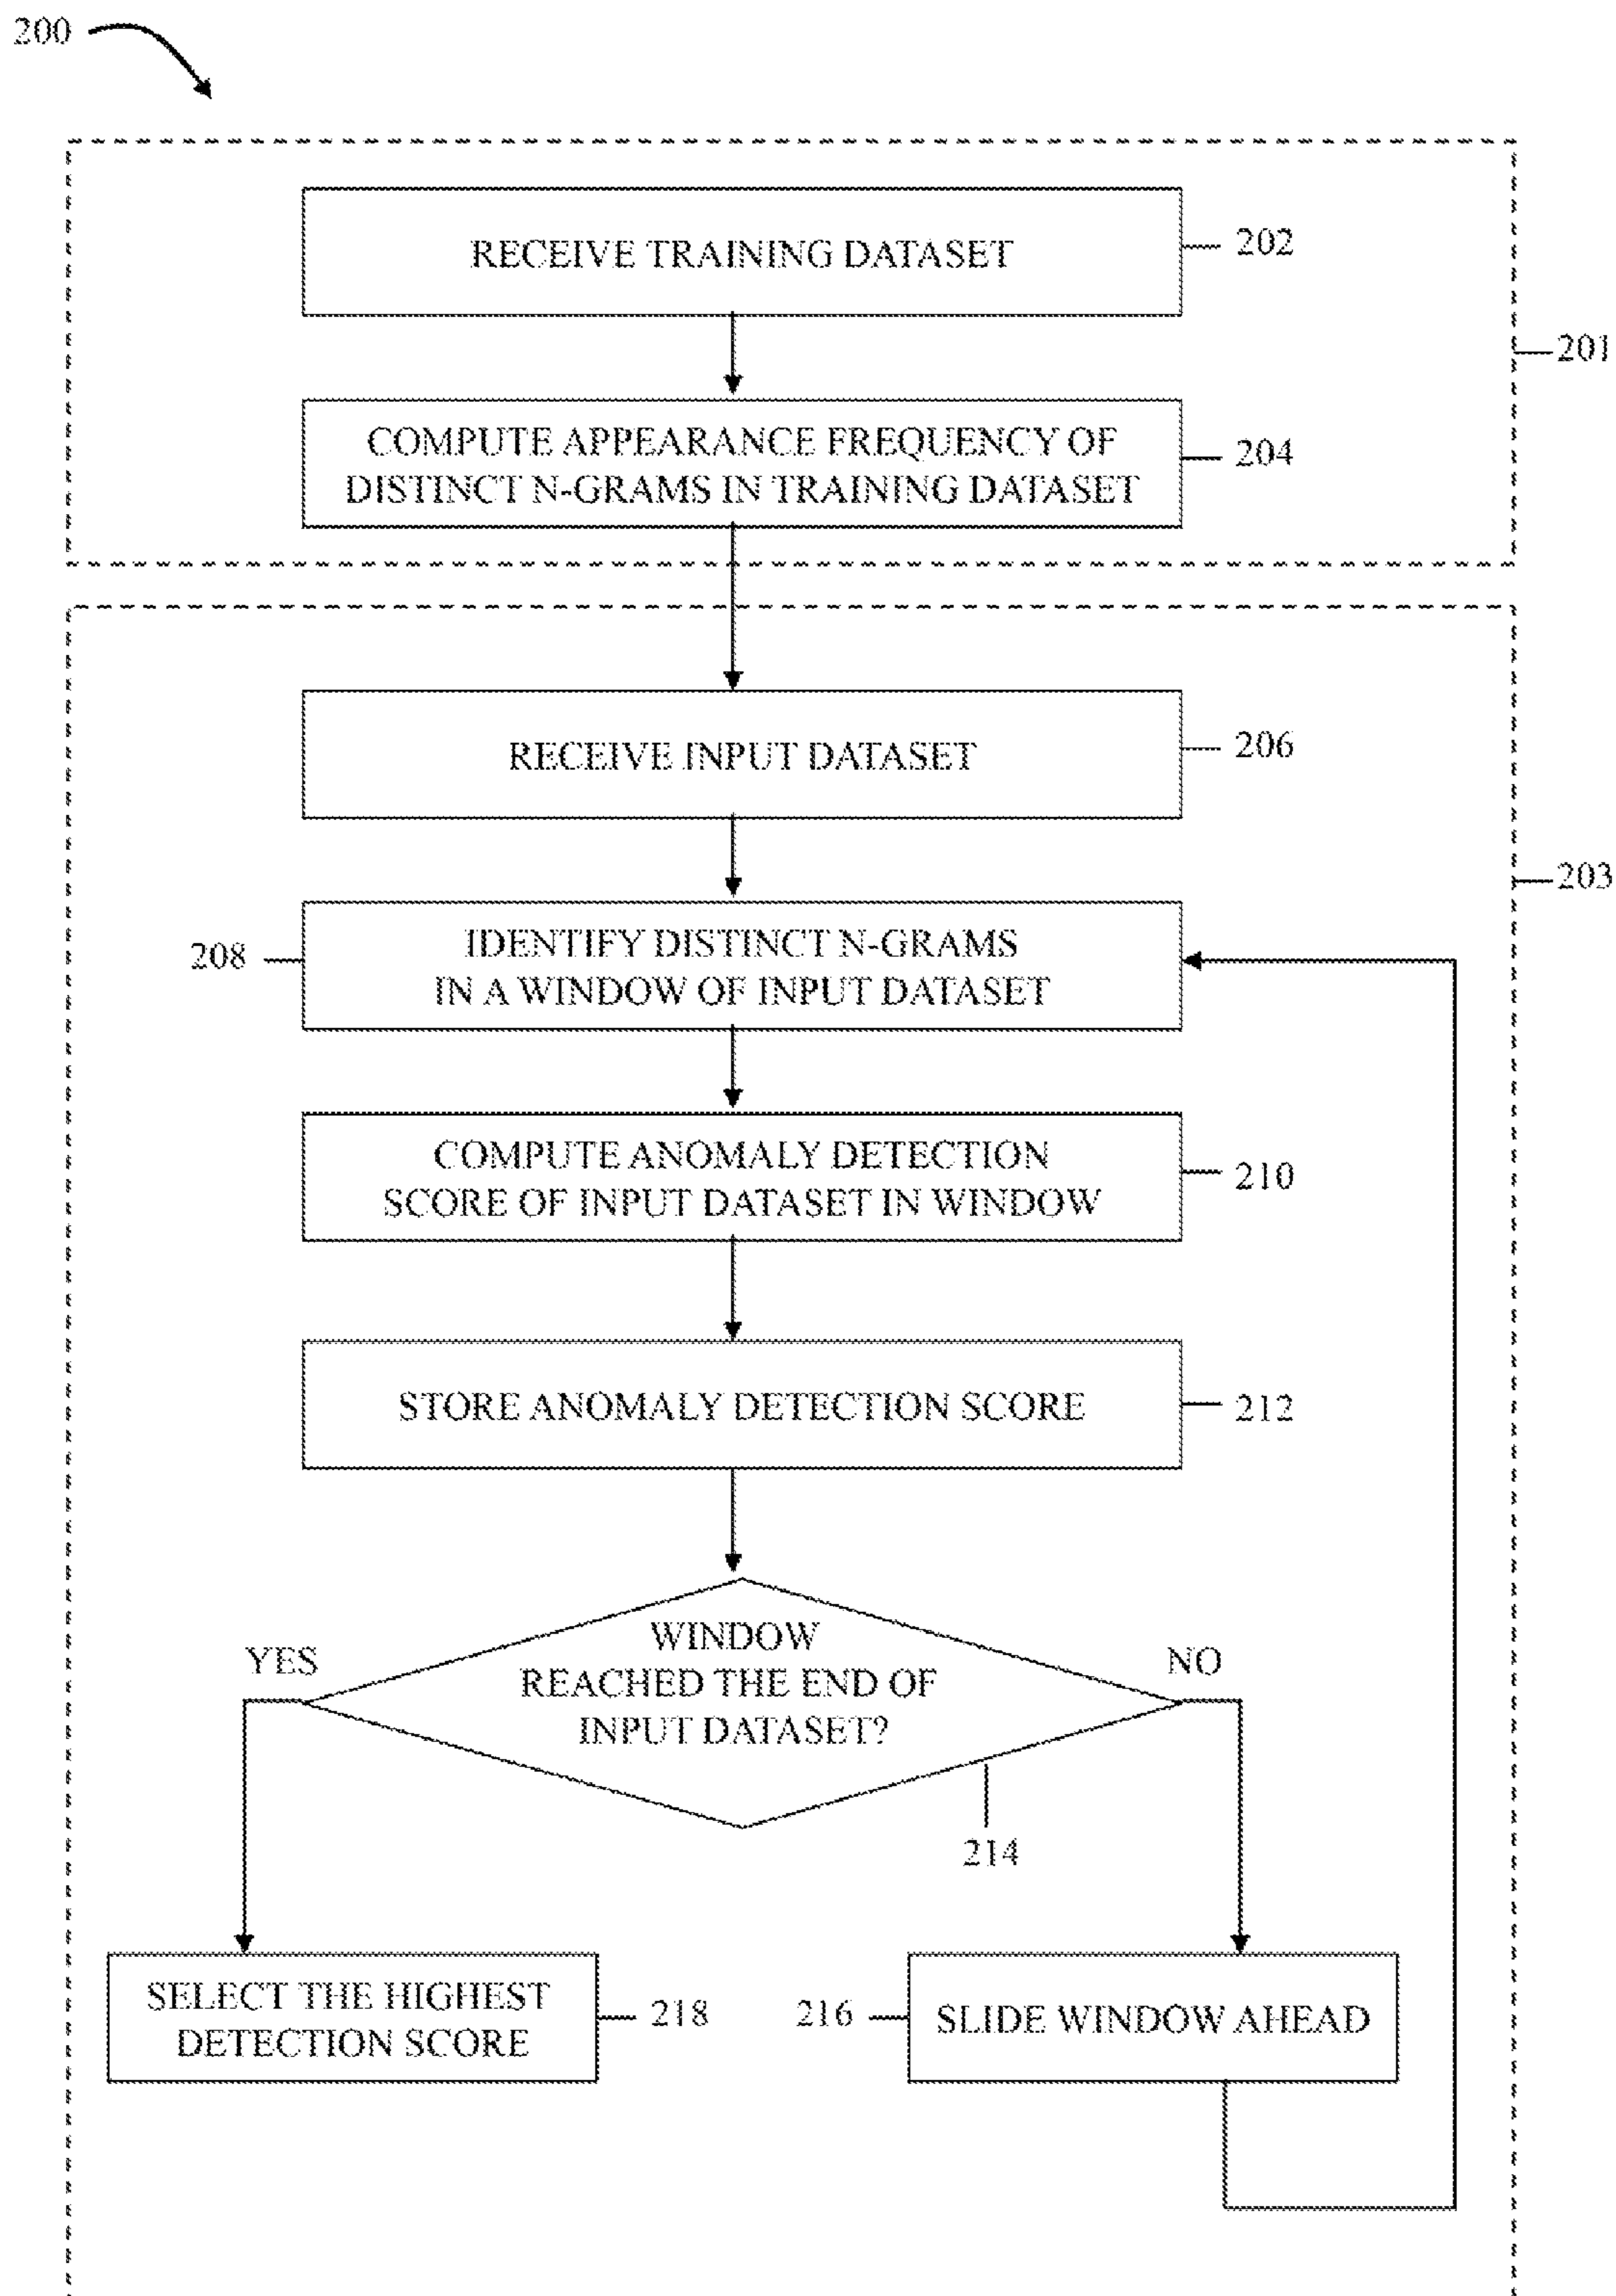 200
RECEIVE TRAINING DATASET
202
201
COMPUTE APPEARANCE FREQUENCY OF
DISTINCT N-GRAMS IN TRAINING DATASET
204
RECEIVE INPUT DATASET
206
203
208
IDENTIFY DISTINCT N-GRAMS
IN A WINDOW OF INPUT DATASET
COMPUTE ANOMALY DETECTION
SCORE OF INPUT DATASET IN WINDOW
210
STORE ANOMALY DETECTION SCORE
212
YES
WINDOW
REACHED THE END OF
INPUT DATASET?
NO
214
SELECT THE HIGHEST
DETECTION SCORE
218
216
SLIDE WINDOW AHEAD